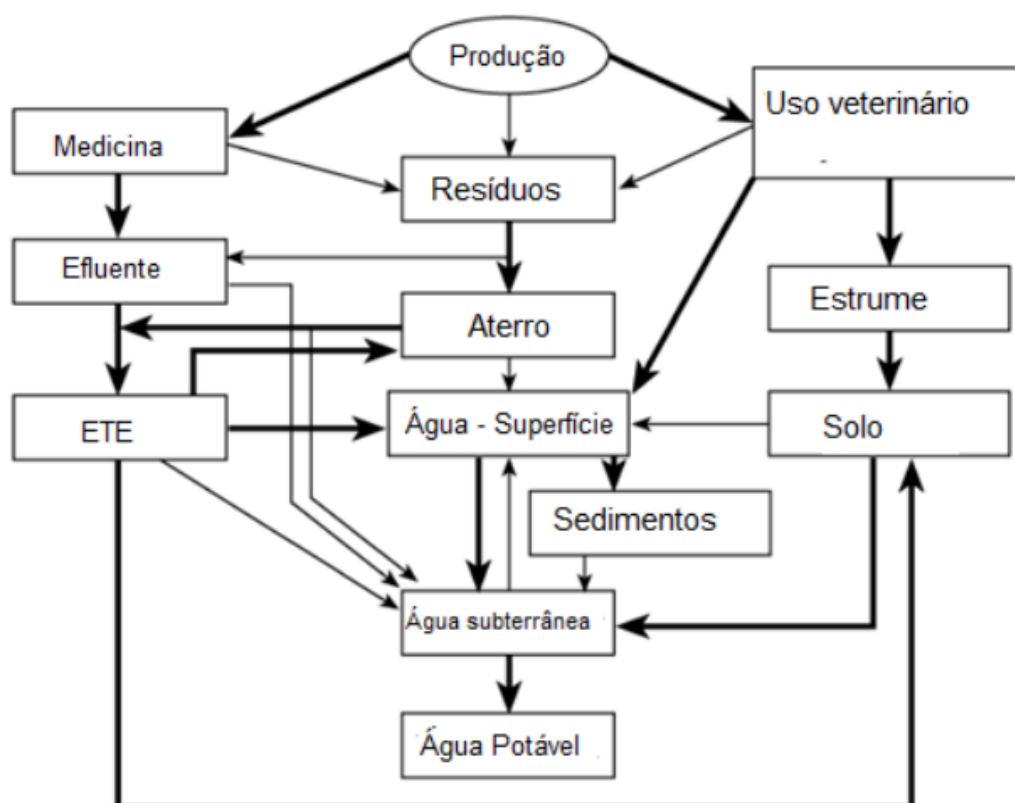 Produção
Uso veterinário
Medicina
Resíduos
Efluente
Estrume
Aterro
ETE
Água - Superfície
Solo
Sedimentos
Água subterrânea
Água Potável